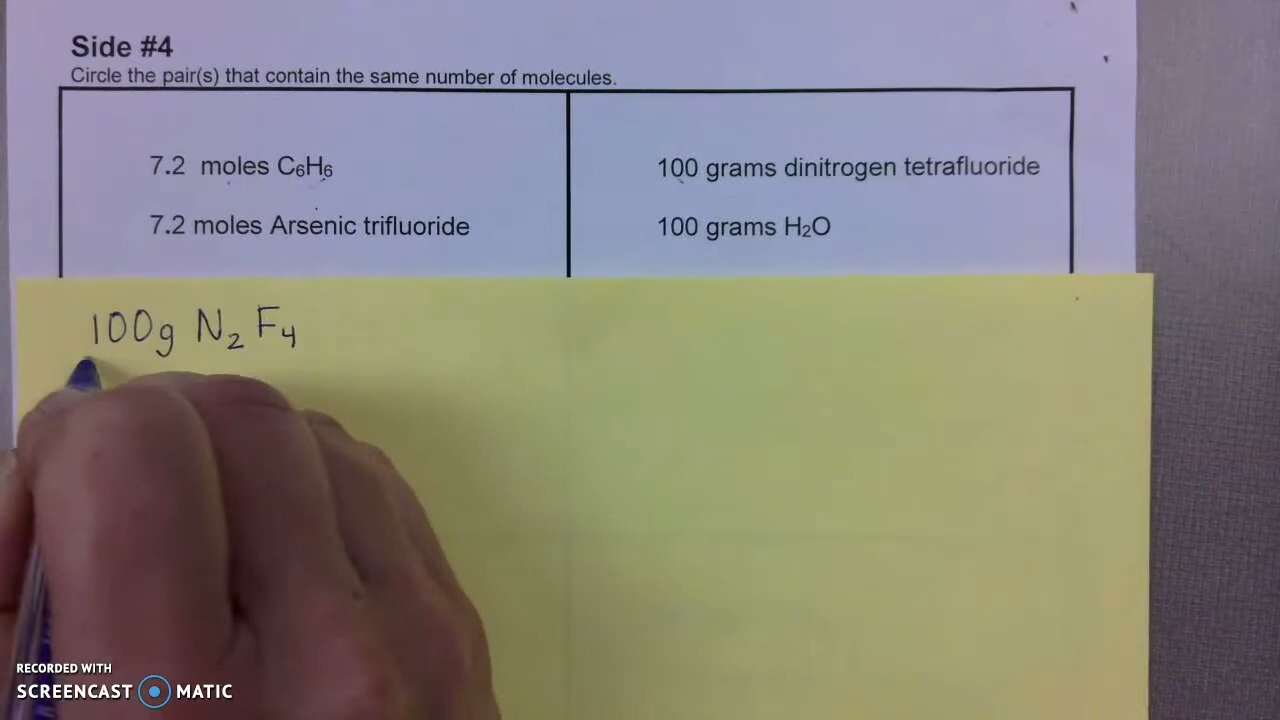 Side #4
Circle the pair(s) that contain the same number of molecules.
7.2 moles C₆H₆
7.2 moles Arsenic trifluoride
100 grams dinitrogen tetrafluoride
100 grams H₂O
100g N₂F₄
RECORDED WITH
SCREENCAST MATIC